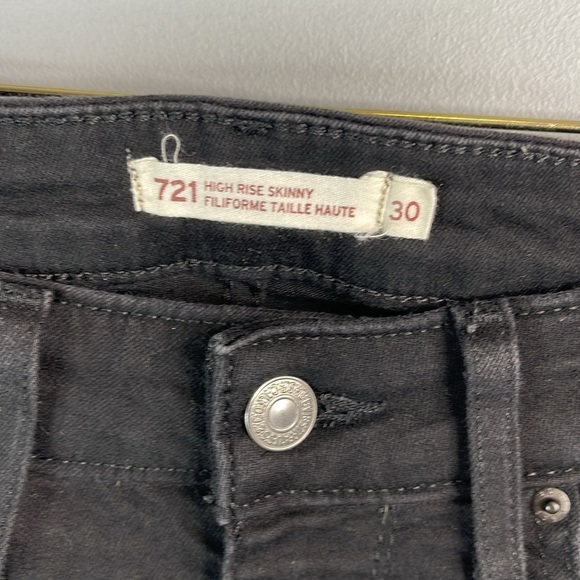 721 HIGH RISE SKINNY
FILIFORME TAILLE HAUTE
30